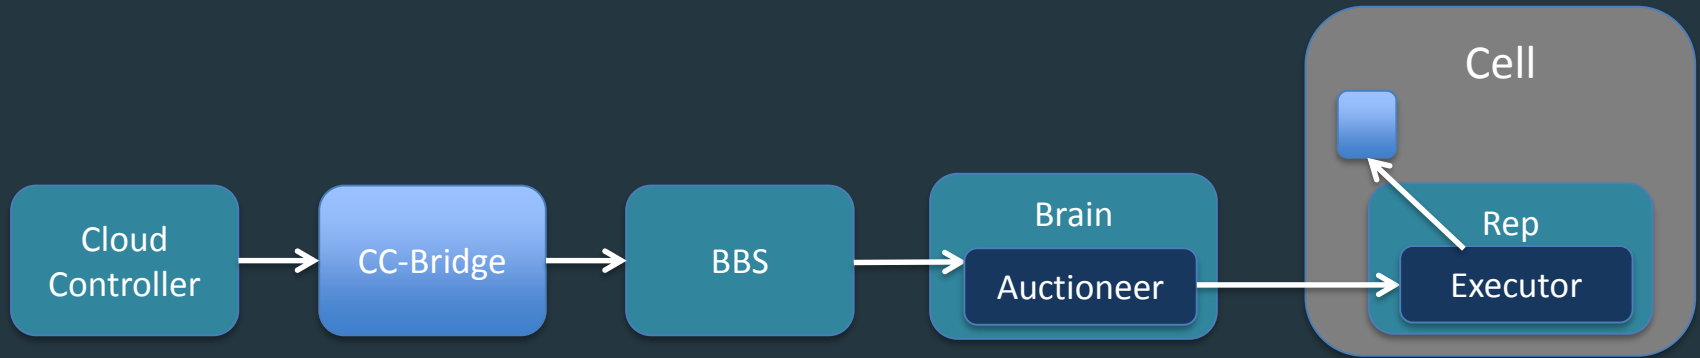 Cloud
Controller
CC-Bridge
BBS
Brain
Auctioneer
Cell
Rep
Executor